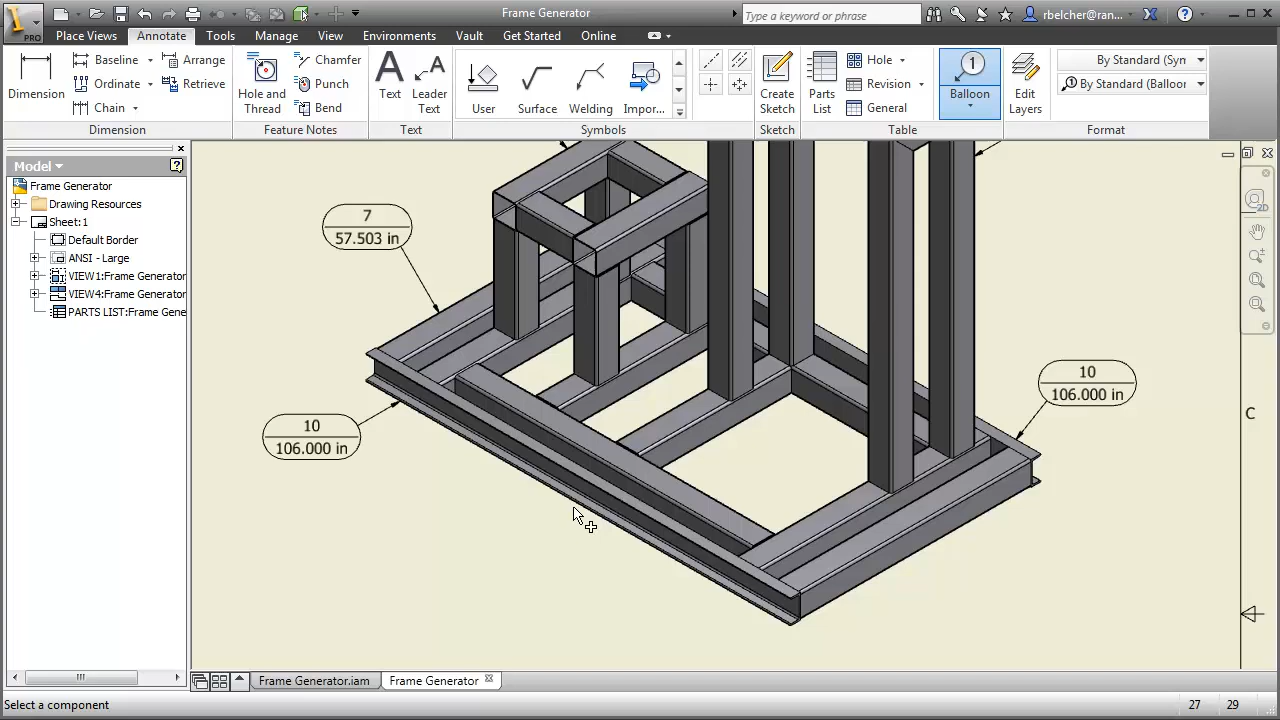 Frame Generator
Type a keyword or phrase
rbelcher@ran...
PRO
Place Views Annotate Tools Manage View Environments Vault Get Started Online
Dimension
Baseline
Ordinate
Chain
Arrange
Retrieve
Hole and Thread
Chamfer
Punch
Bend
Text
Leader Text
User
Surface
Welding
Impor...
Create Sketch
Parts List
Hole
Revision
General
1
Balloon
Edit Layers
By Standard (Syn
By Standard (Balloor
Dimension Feature Notes Text Symbols Sketch Table Format
Model
Frame Generator
Drawing Resources
Sheet:1
Default Border
ANSI - Large
VIEW1:Frame Generator
VIEW4:Frame Generator
PARTS LIST:Frame Gene
7
57.503 in
10
106.000 in
10
106.000 in
C
2D
Frame Generator.iam
Frame Generator
Select a component
27 29